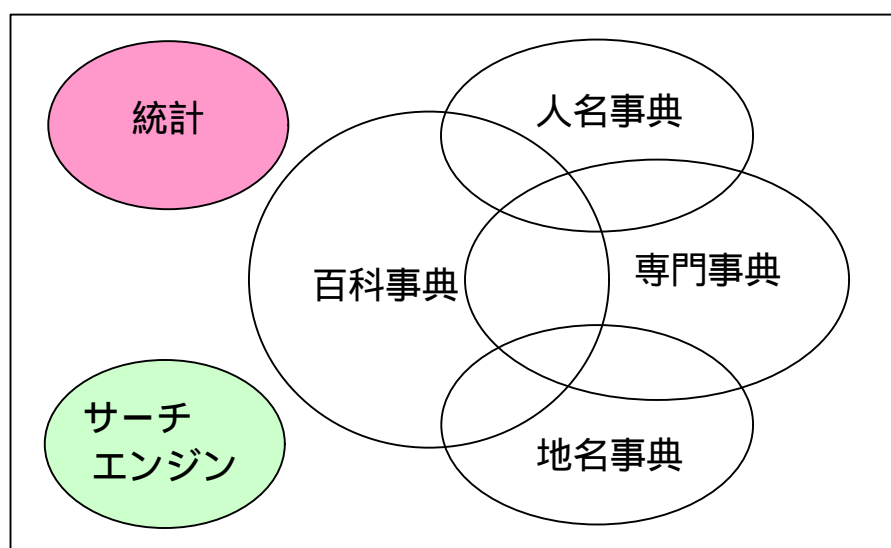 統計
人名事典
百科事典
専門事典
サーチ
エンジン
地名事典